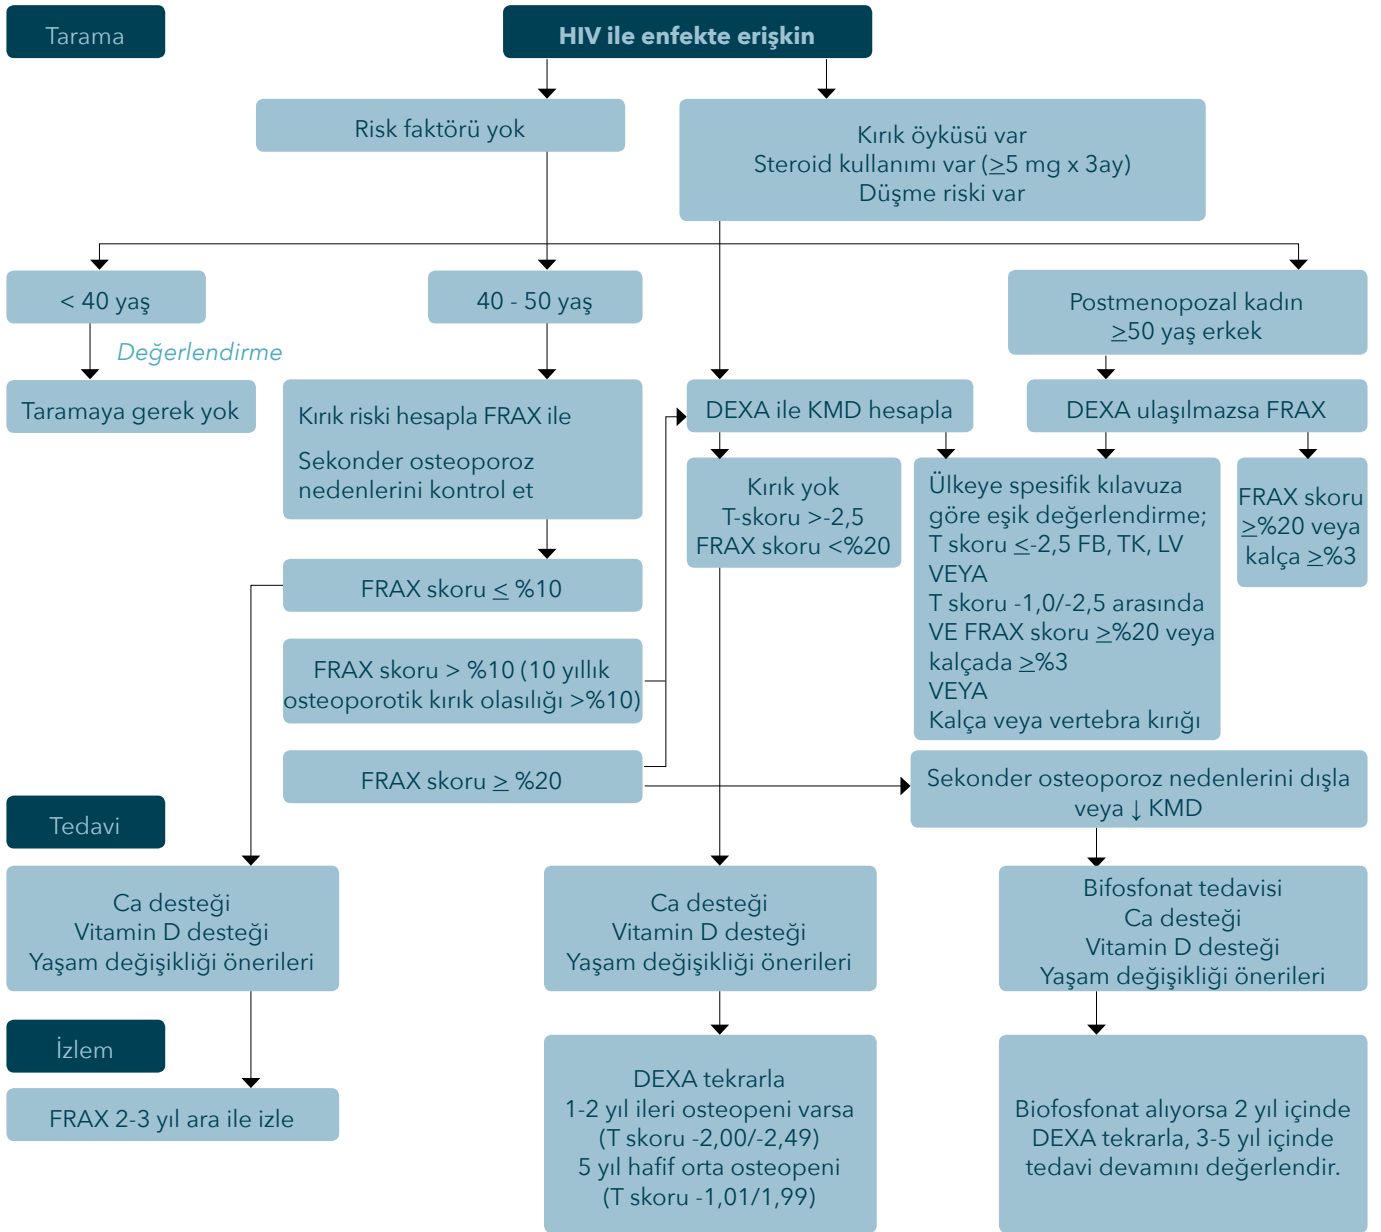 Tarama
HIV ile enfekte erişkin
Risk faktörü yok
Kırık öyküsü var
Steroid kullanımı var (≥5 mg x 3ay)
Düşme riski var
< 40 yaş
40 - 50 yaş
Postmenopozal kadın
≥50 yaş erkek
Değerlendirme
Taramaya gerek yok
Kırık riski hesapla FRAX ile
Sekonder osteoporoz
nedenlerini kontrol et
DEXA ile KMD hesapla
DEXA ulaşılmazsa FRAX
Kırık yok
T-skoru >-2,5
FRAX skoru <%20
Ülkeye spesifik kılavuza
göre eşik değerlendirme;
T skoru ≤-2,5 FB, TK, LV
VEYA
T skoru -1,0/-2,5 arasında
VE FRAX skoru ≥%20 veya
kalçada ≥%3
VEYA
Kalça veya vertebra kırığı
FRAX skoru
≥%20 veya
kalça ≥%3
FRAX skoru ≤ %10
FRAX skoru > %10 (10 yıllık
osteoporotik kırık olasılığı >%10)
FRAX skoru ≥ %20
Sekonder osteoporoz nedenlerini dışla
veya ↓ KMD
Tedavi
Ca desteği
Vitamin D desteği
Yaşam değişikliği önerileri
Ca desteği
Vitamin D desteği
Yaşam değişikliği önerileri
Bifosfonat tedavisi
Ca desteği
Vitamin D desteği
Yaşam değişikliği önerileri
İzlem
FRAX 2-3 yıl ara ile izle
DEXA tekrarla
1-2 yıl ileri osteopeni varsa
(T skoru -2,00/-2,49)
5 yıl hafif orta osteopeni
(T skoru -1,01/1,99)
Biofosfonat alıyorsa 2 yıl içinde
DEXA tekrarla, 3-5 yıl içinde
tedavi devamını değerlendir.